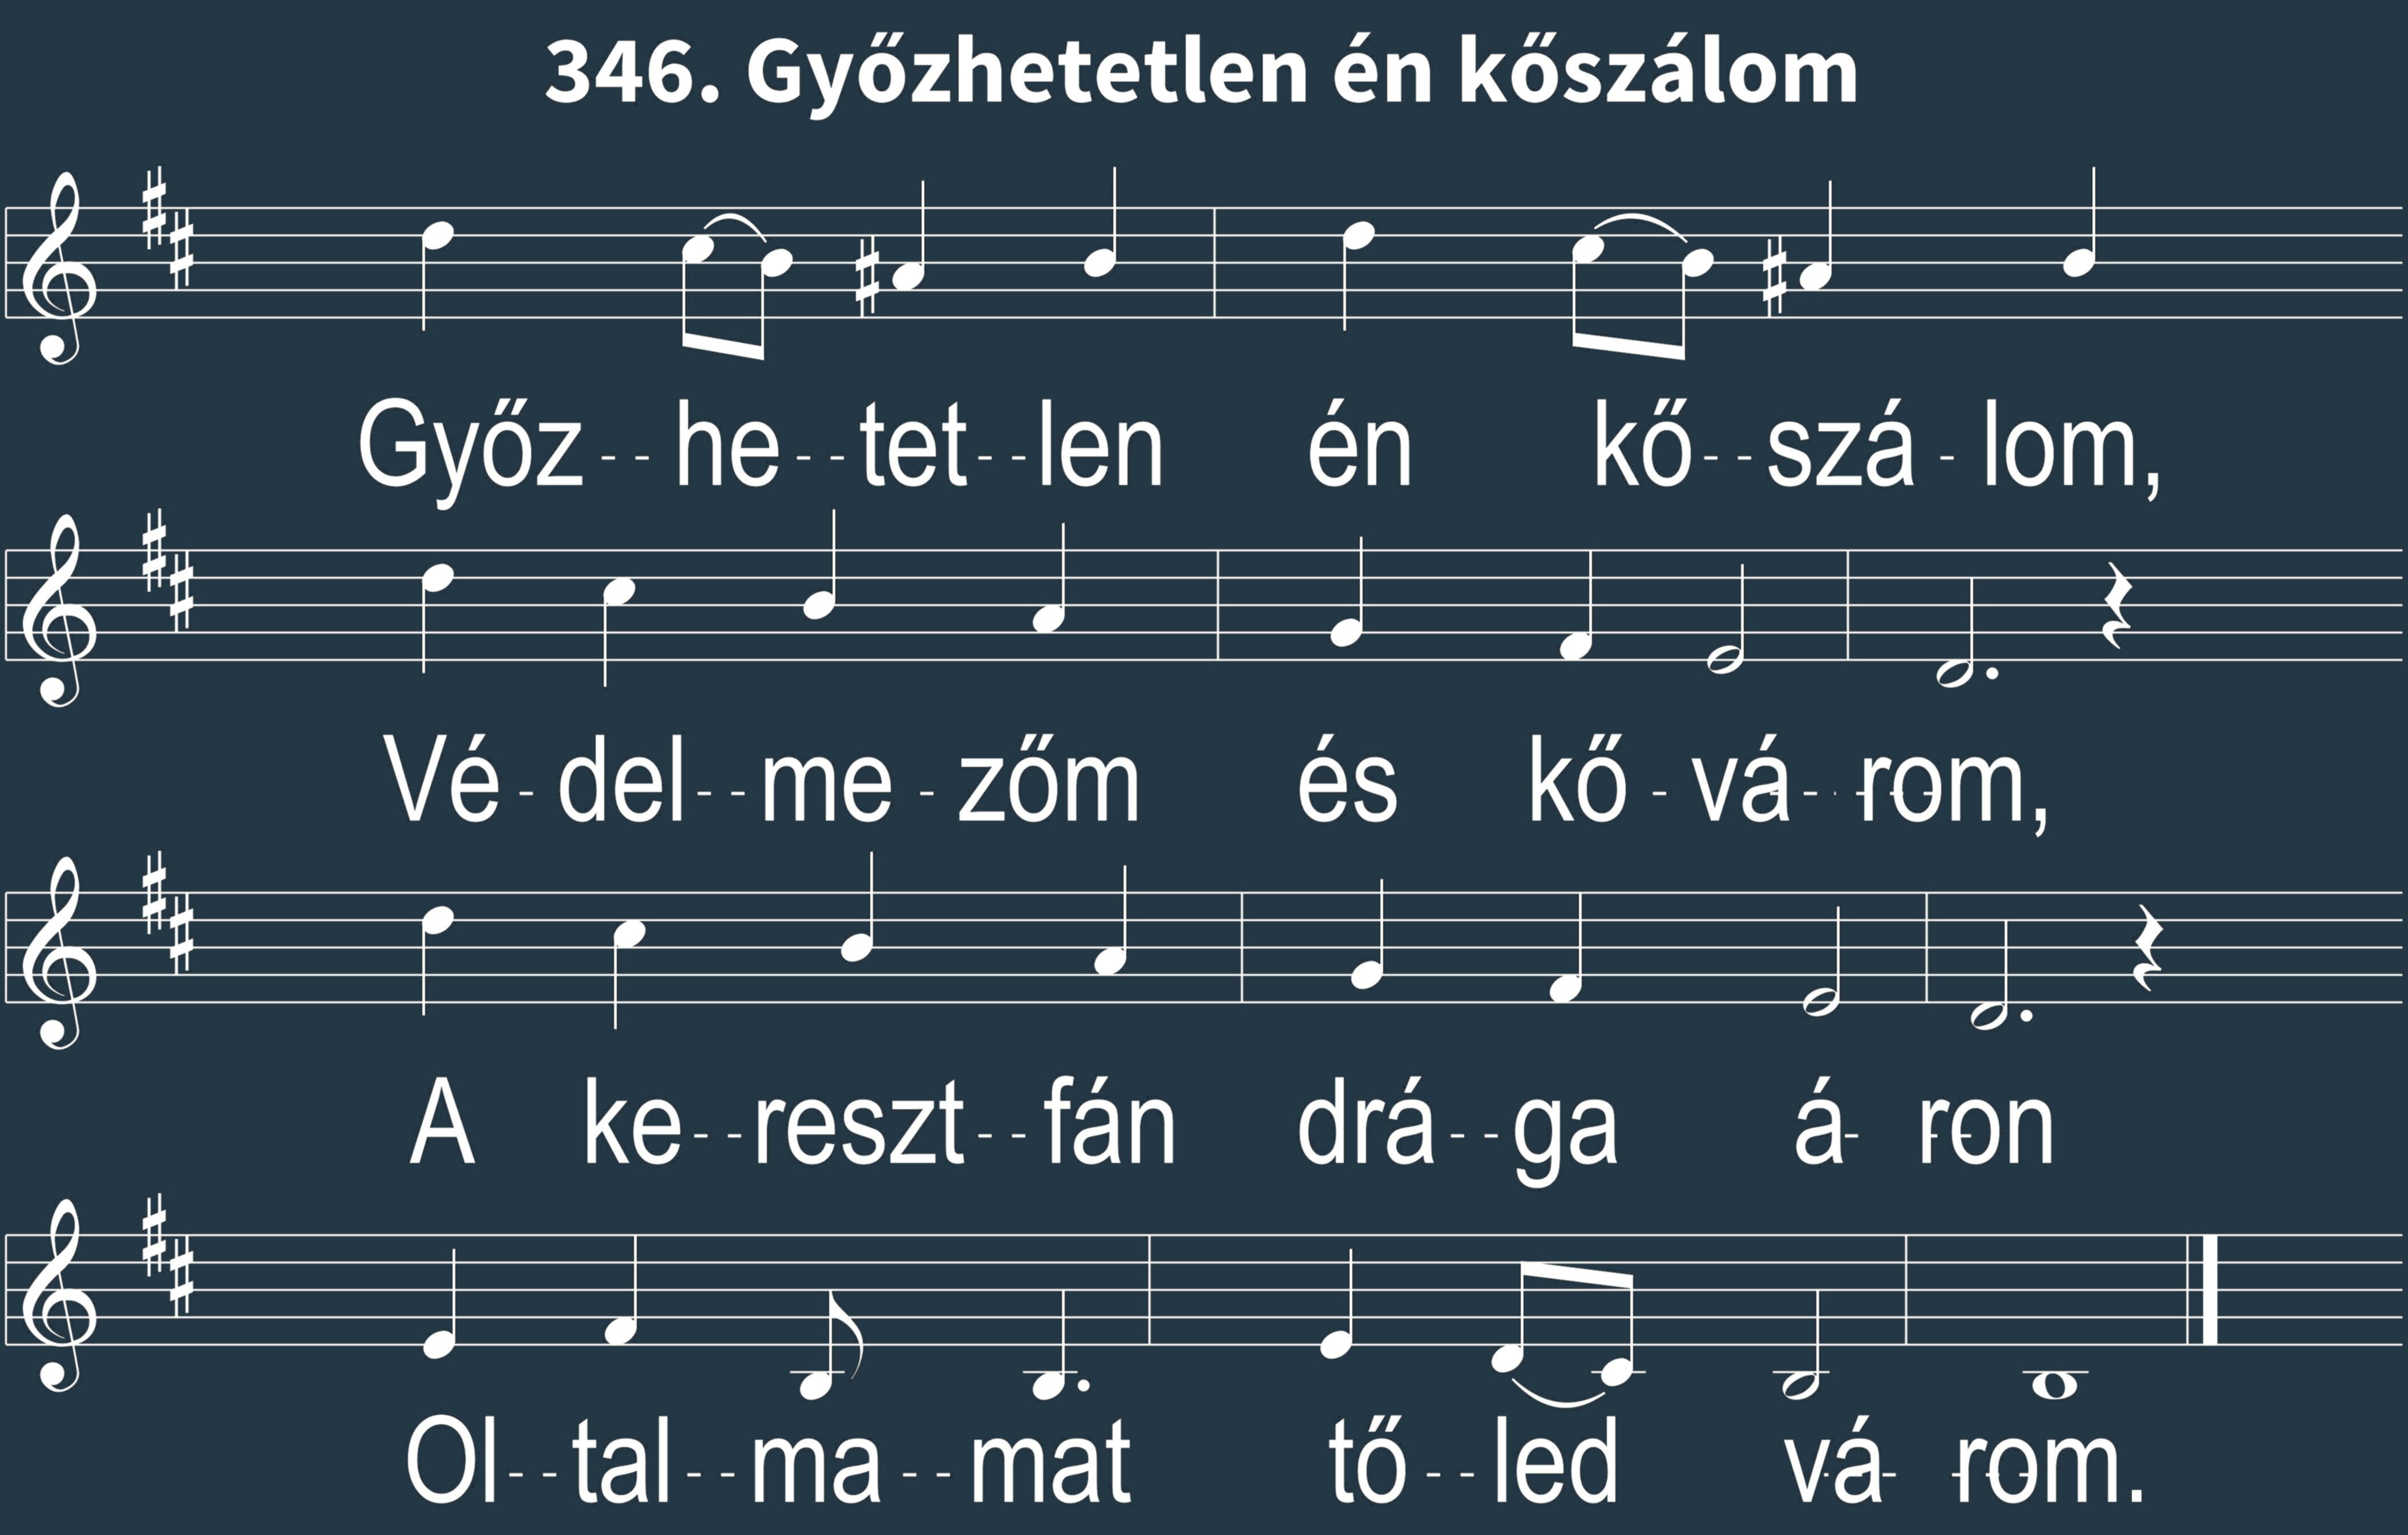 346. Győzhetetlen én kőszálom
Győz--he--tet--len én kő--szá-lom,
Vé-del--me-zőm és kő-vá--rom,
A ke--reszt--fán drá--ga á-ron
Ol--tal--ma--mat tő--led vá-rom.